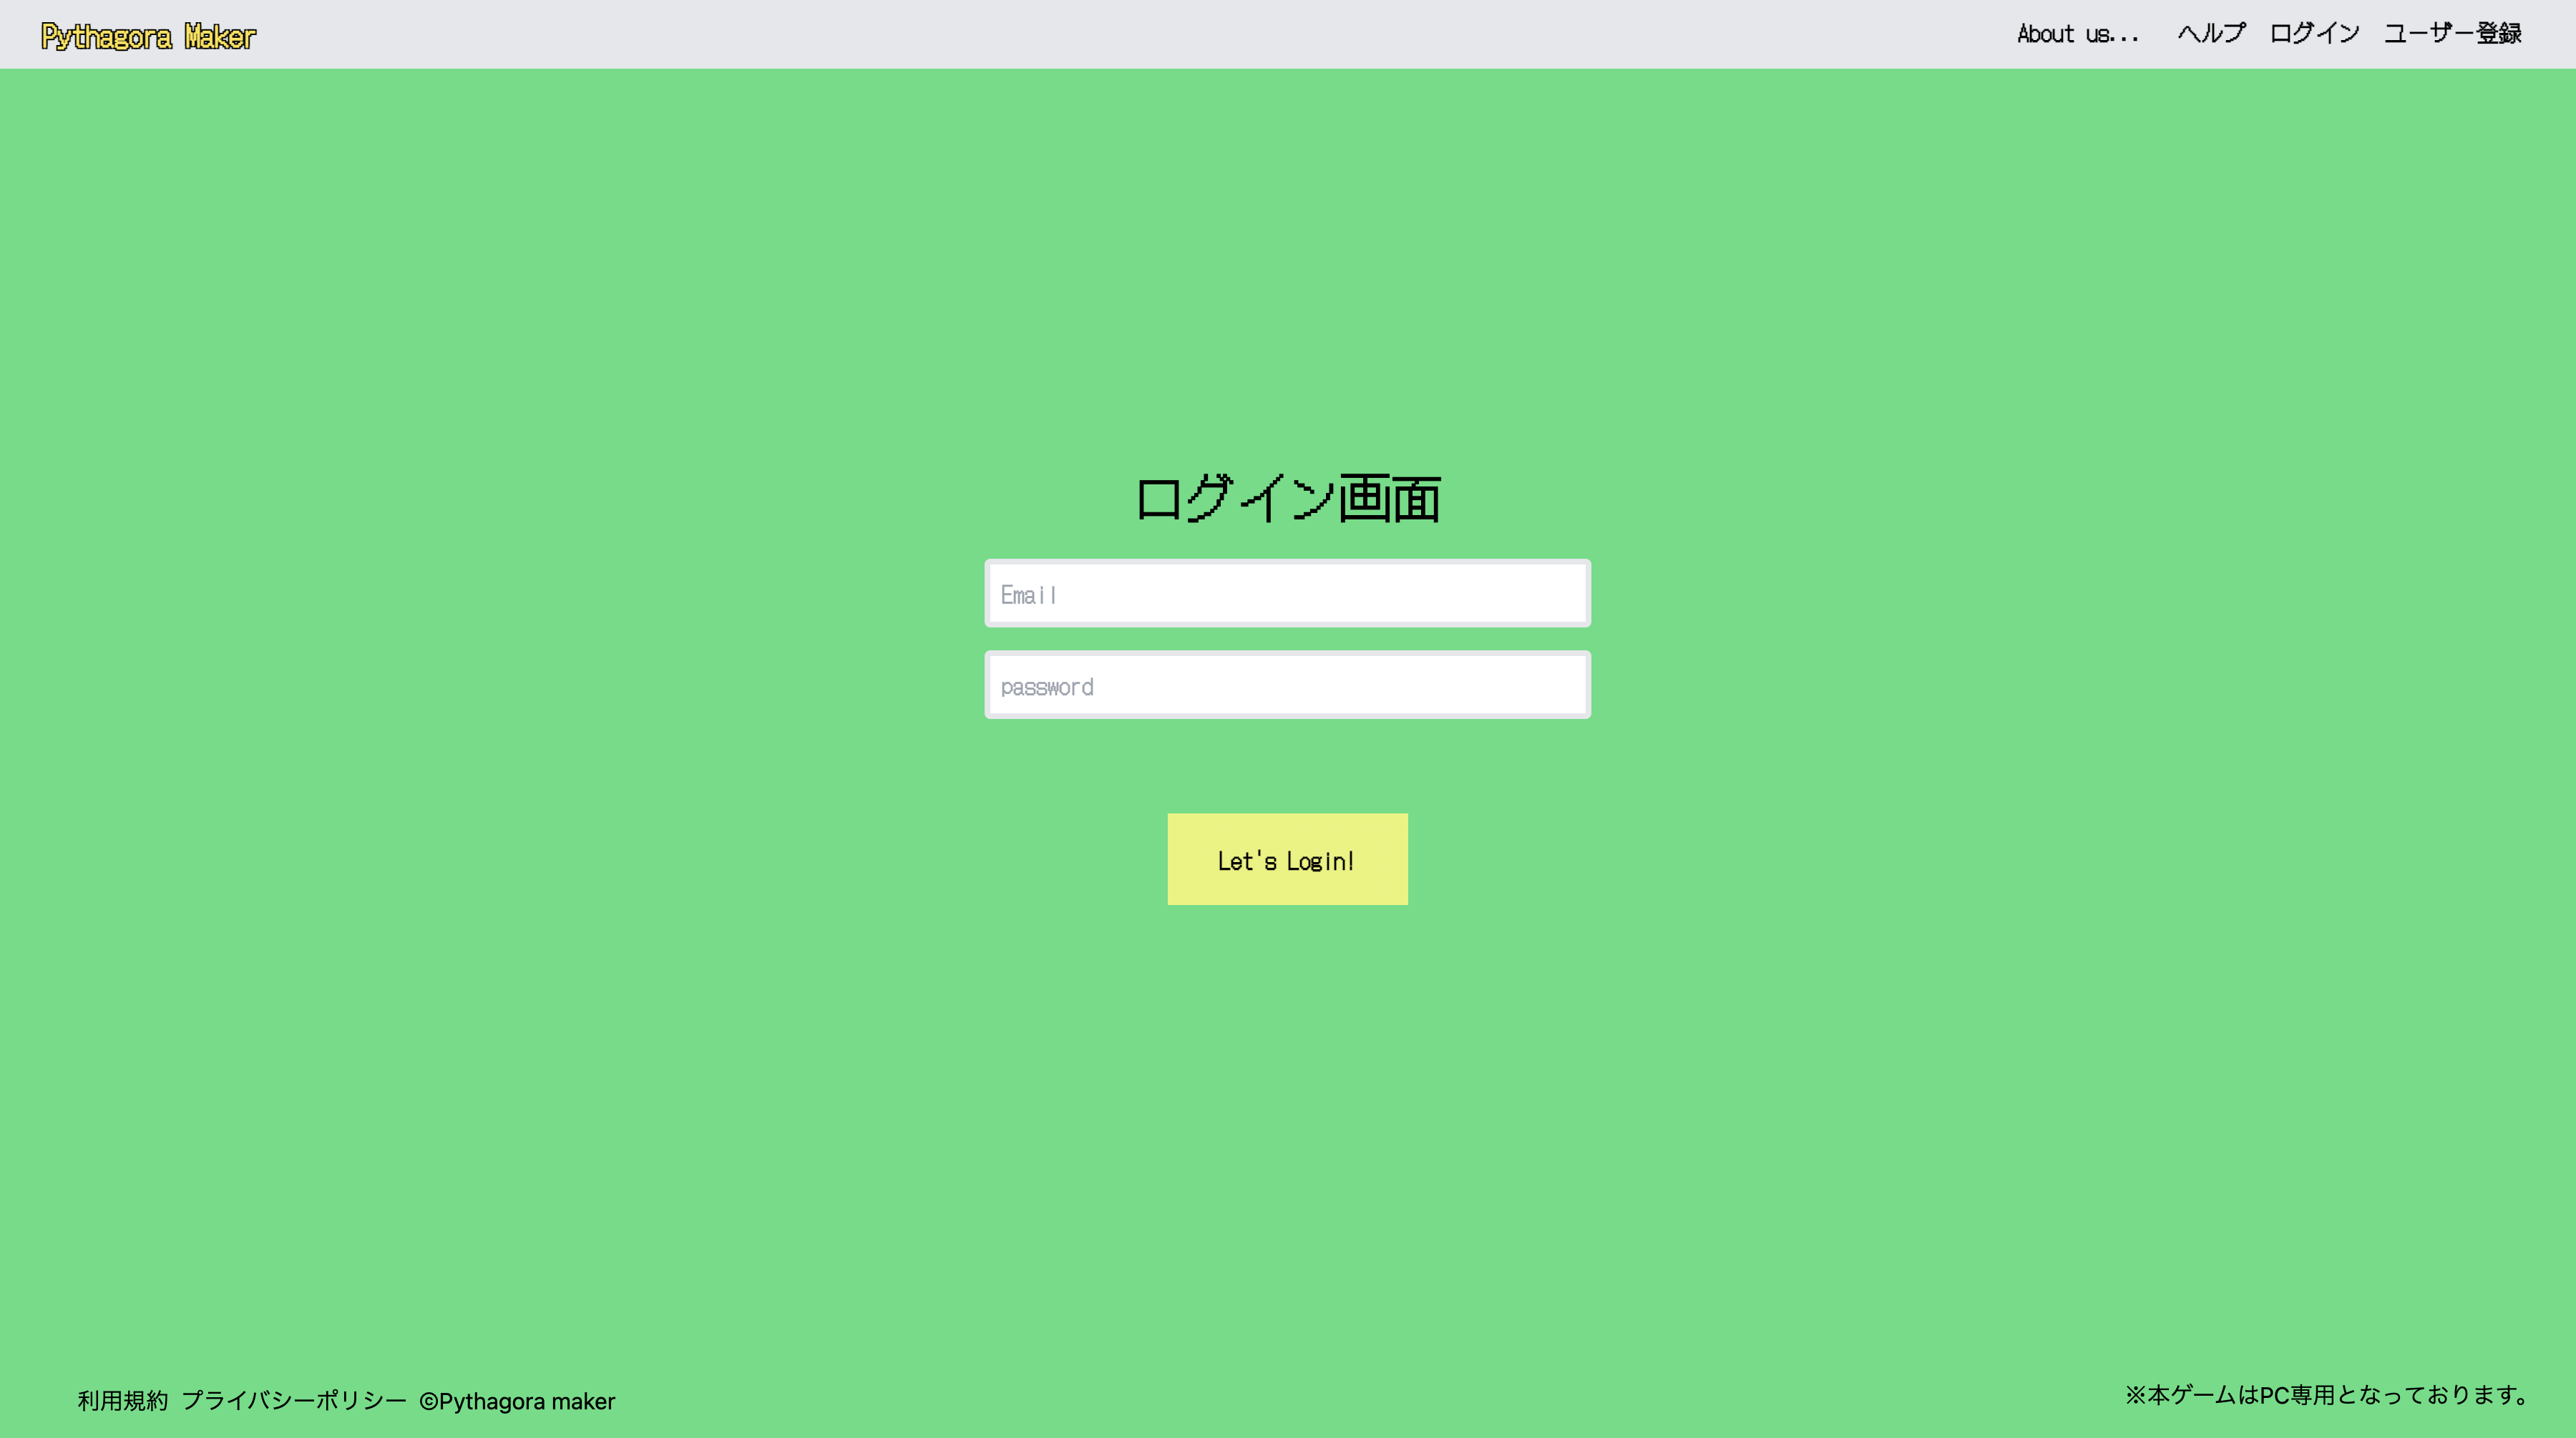 Pythagora Maker
About us... ヘルプ ログイン ユーザー登録
ログイン画面
Email
password
Let's Login!
利用規約 プライバシーポリシー ©Pythagora maker
※本ゲームはPC専用となっております。